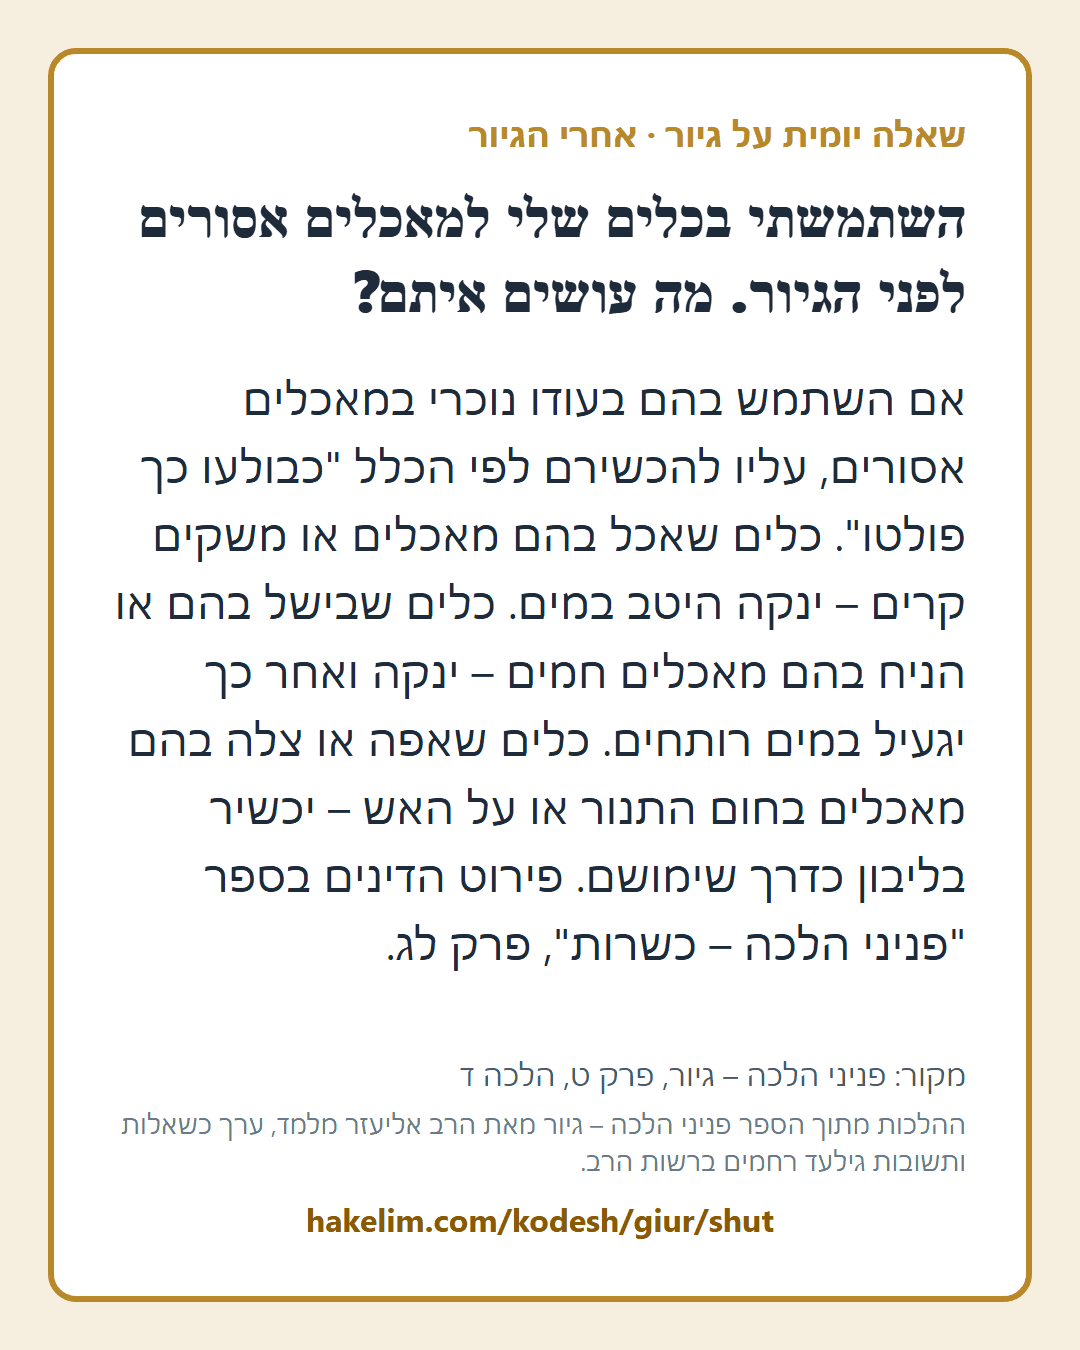 שאלה יומית על גיור · אחרי הגיור
השתמשתי בכלים שלי למאכלים אסורים
לפני הגיור. מה עושים איתם?
אם השתמש בהם בעודו נוכרי במאכלים
אסורים, עליו להכשירם לפי הכלל "כבולעו כך
פולטו". כלים שאכל בהם מאכלים או משקים
קרים – ינקה היטב במים. כלים שבישל בהם או
הניח בהם מאכלים חמים – ינקה ואחר כך
יגעיל במים רותחים. כלים שאפה או צלה בהם
מאכלים בחום התנור או על האש – יכשיר
בליבון כדרך שימושם. פירוט הדינים בספר
"פניני הלכה – כשרות", פרק לג.
מקור: פניני הלכה – גיור, פרק ט, הלכה ד
ההלכות מתוך הספר פניני הלכה – גיור מאת הרב אליעזר מלמד, ערך כשאלות
ותשובות גילעד רחמים ברשות הרב.
hakelim.com/kodesh/giur/shut